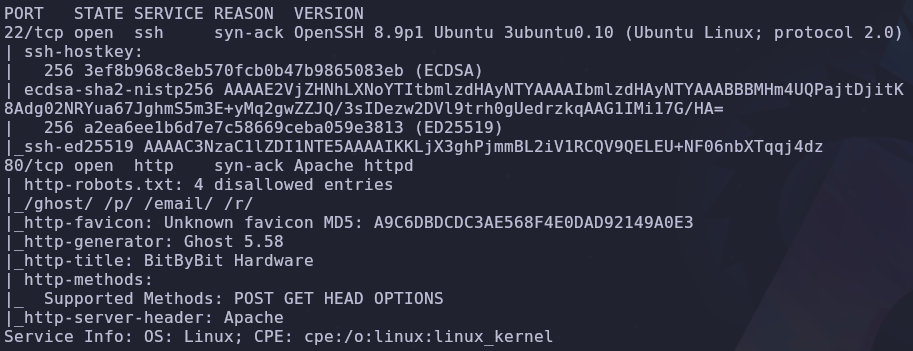 PORT   STATE SERVICE REASON  VERSION
22/tcp open  ssh     syn-ack OpenSSH 8.9p1 Ubuntu 3ubuntu0.10 (Ubuntu Linux; protocol 2.0)
| ssh-hostkey:
|   256 3ef8b968c8eb570fcb0b47b9865083eb (ECDSA)
| ecdsa-sha2-nistp256 AAAAE2VjZHNhLXNoYTItbmlzdHAyNTYAAAAIbmlzdHAyNTYAAABBBMHm4UQPajtDjitK
8Adg02NRYua67JghmS5m3E+yMq2gwZZJQ/3sIDezw2DVl9trh0gUedrzkqAAG1IMi17G/HA=
|   256 a2ea6ee1b6d7e7c58669ceba059e3813 (ED25519)
|_ssh-ed25519 AAAAC3NzaC1lZDI1NTE5AAAAIKKLjX3ghPjmmBL2iV1RCQV9QELEU+NF06nbXTqqj4dz
80/tcp open  http    syn-ack Apache httpd
| http-robots.txt: 4 disallowed entries
|_/ghost/ /p/ /email/ /r/
|_http-favicon: Unknown favicon MD5: A9C6DBDCDC3AE568F4E0DAD92149A0E3
|_http-generator: Ghost 5.58
|_http-title: BitByBit Hardware
| http-methods:
|_  Supported Methods: POST GET HEAD OPTIONS
|_http-server-header: Apache
Service Info: OS: Linux; CPE: cpe:/o:linux:linux_kernel